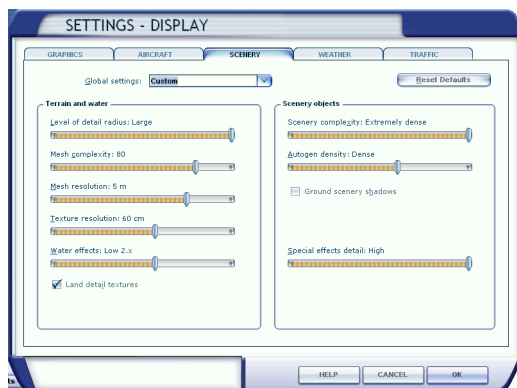 SETTINGS - DISPLAY
GRAPHICS AIRCRAFT SCENERY WEATHER TRAFFIC
Global settings: Custom Reset Defaults
Terrain and water
Level of detail radius: Large
Mesh complexity: 80
Mesh resolution: 5 m
Texture resolution: 60 cm
Water effects: Low 2.x
Land detail textures
Scenery objects
Scenery complexity: Extremely dense
Autogen density: Dense
Ground scenery shadows
Special effects detail: High
HELP CANCEL OK